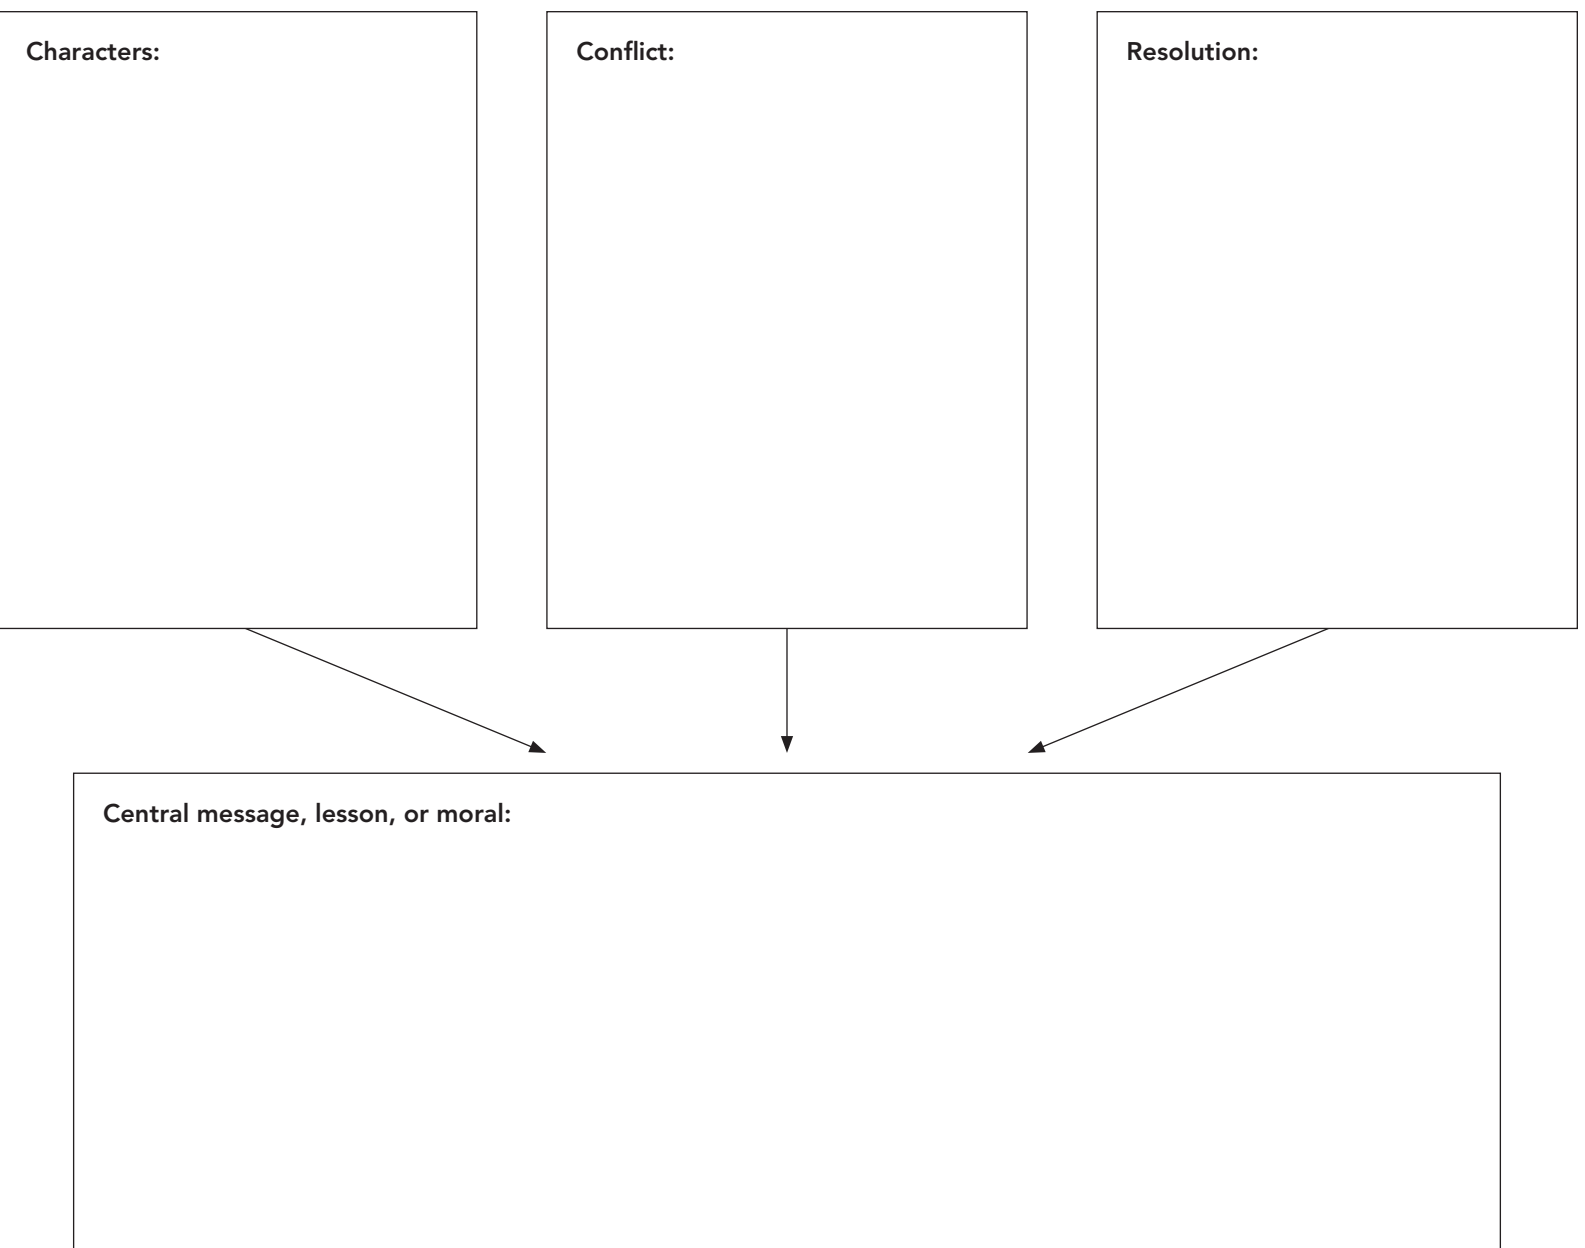 Characters:
Conflict:
Resolution:
Central message, lesson, or moral: